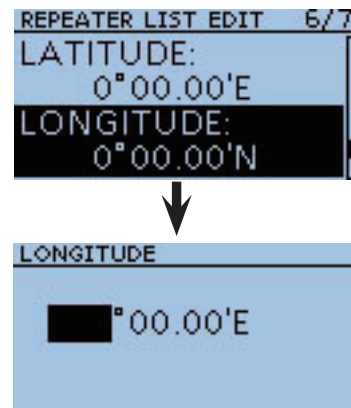 REPEATER LIST EDIT 6/7
LATITUDE:
0°00.00'E
LONGITUDE:
0°00.00'N
LONGITUDE
°00.00'E